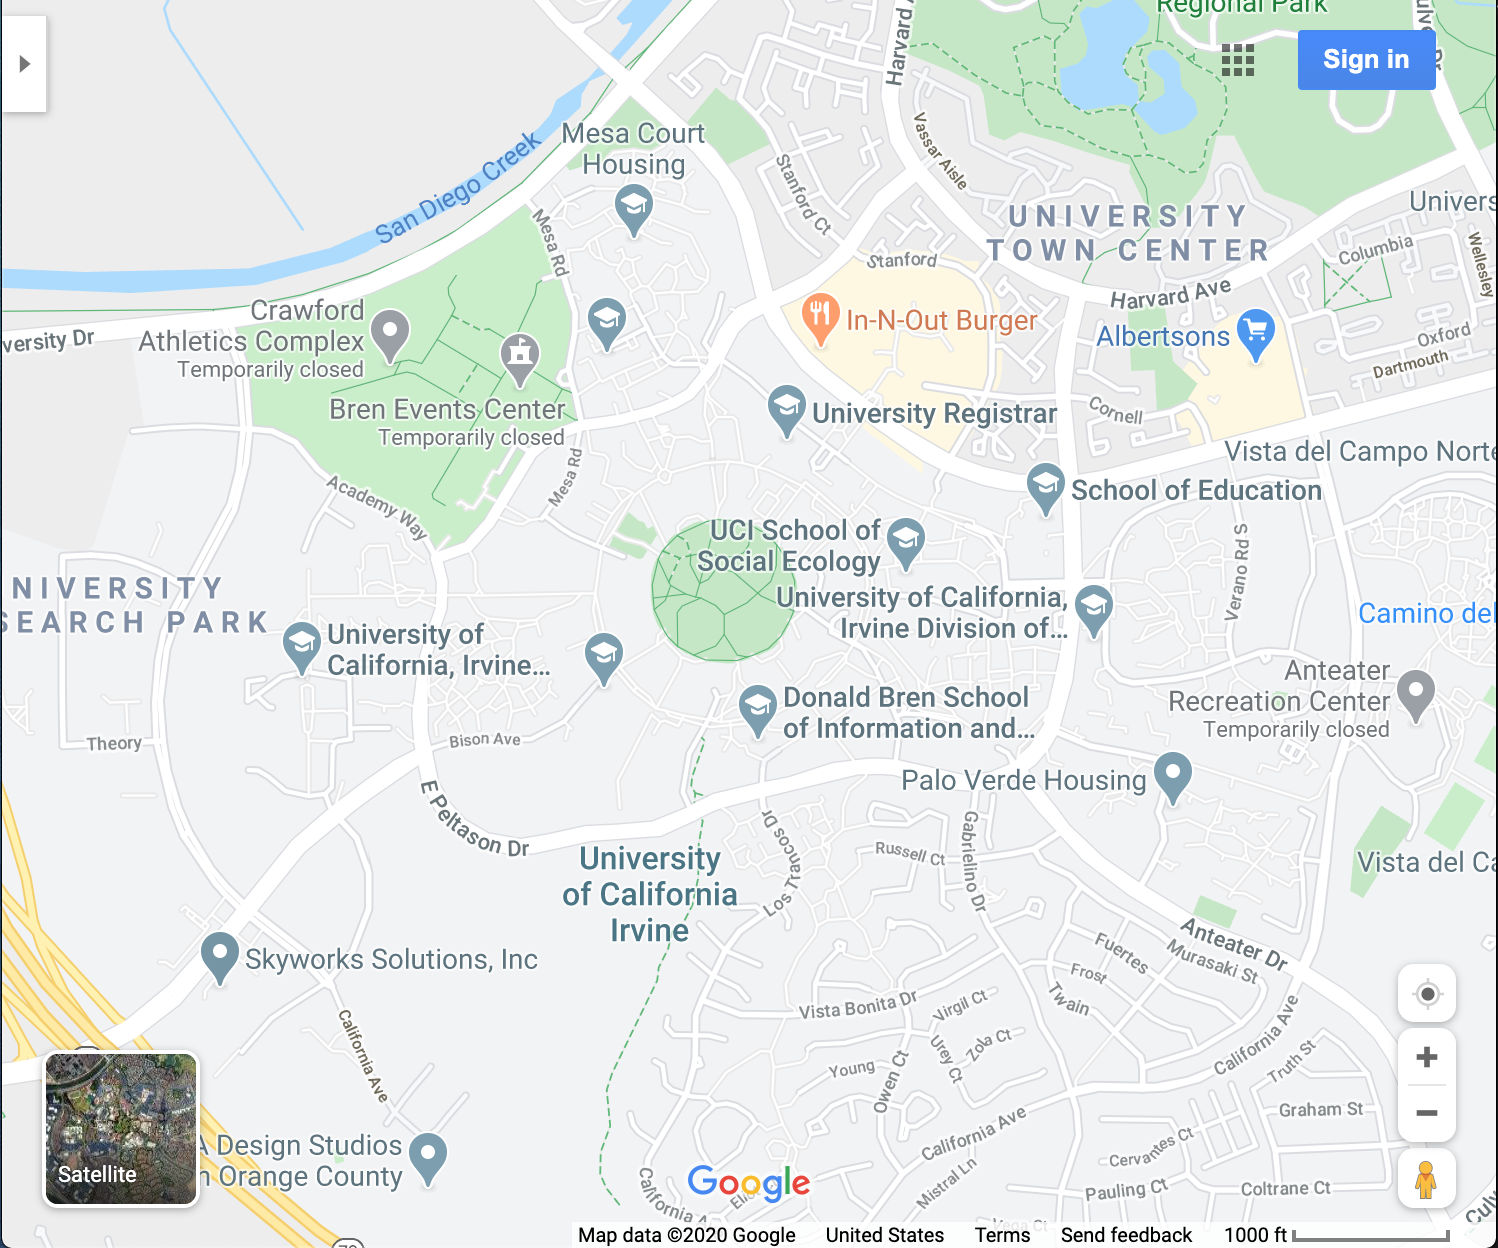 Regional Park
Harvard A
Sign in
Mesa Court
Housing
San Diego Creek
Vassar Aisle
Stanford Ct
Mesa Rd
UNIVERSITY
TOWN CENTER
Univers
Columbia
Wellesley
Stanford
Harvard Ave
Crawford
Athletics Complex
Temporarily closed
versity Dr
In-N-Out Burger
Albertsons
Oxford
Dartmouth
Bren Events Center
Temporarily closed
University Registrar
Cornell
Vista del Campo Norte
Mesa Rd
Academy Way
School of Education
UCI School of
Social Ecology
Verano Rd S
NIVERSITY
SEARCH PARK
University of California,
Irvine Division of...
Camino del
University of
California, Irvine...
Anteater
Recreation Center
Temporarily closed
Donald Bren School
of Information and...
Theory
Bison Ave
Palo Verde Housing
E Peltason Dr
Los Trancos Dr
Gabrielino Dr
Russell Ct
University
of California
Irvine
Vista del Ca
Anteater Dr
Skyworks Solutions, Inc
Fuertes
Murasaki St
Frost
Twain
Vista Bonita Dr
Virgil Ct
California Ave
Urey Ct
Zola Ct
California Ave
Truth St
Young
Owen Ct
Graham St
California Ave
Cervantes Ct
A Design Studios
n Orange County
Satellite
Mistral Ln
Pauling Ct
Coltrane Ct
California A
Google
Vega Ct
Culv
Map data ©2020 Google
United States
Terms
Send feedback
1000 ft